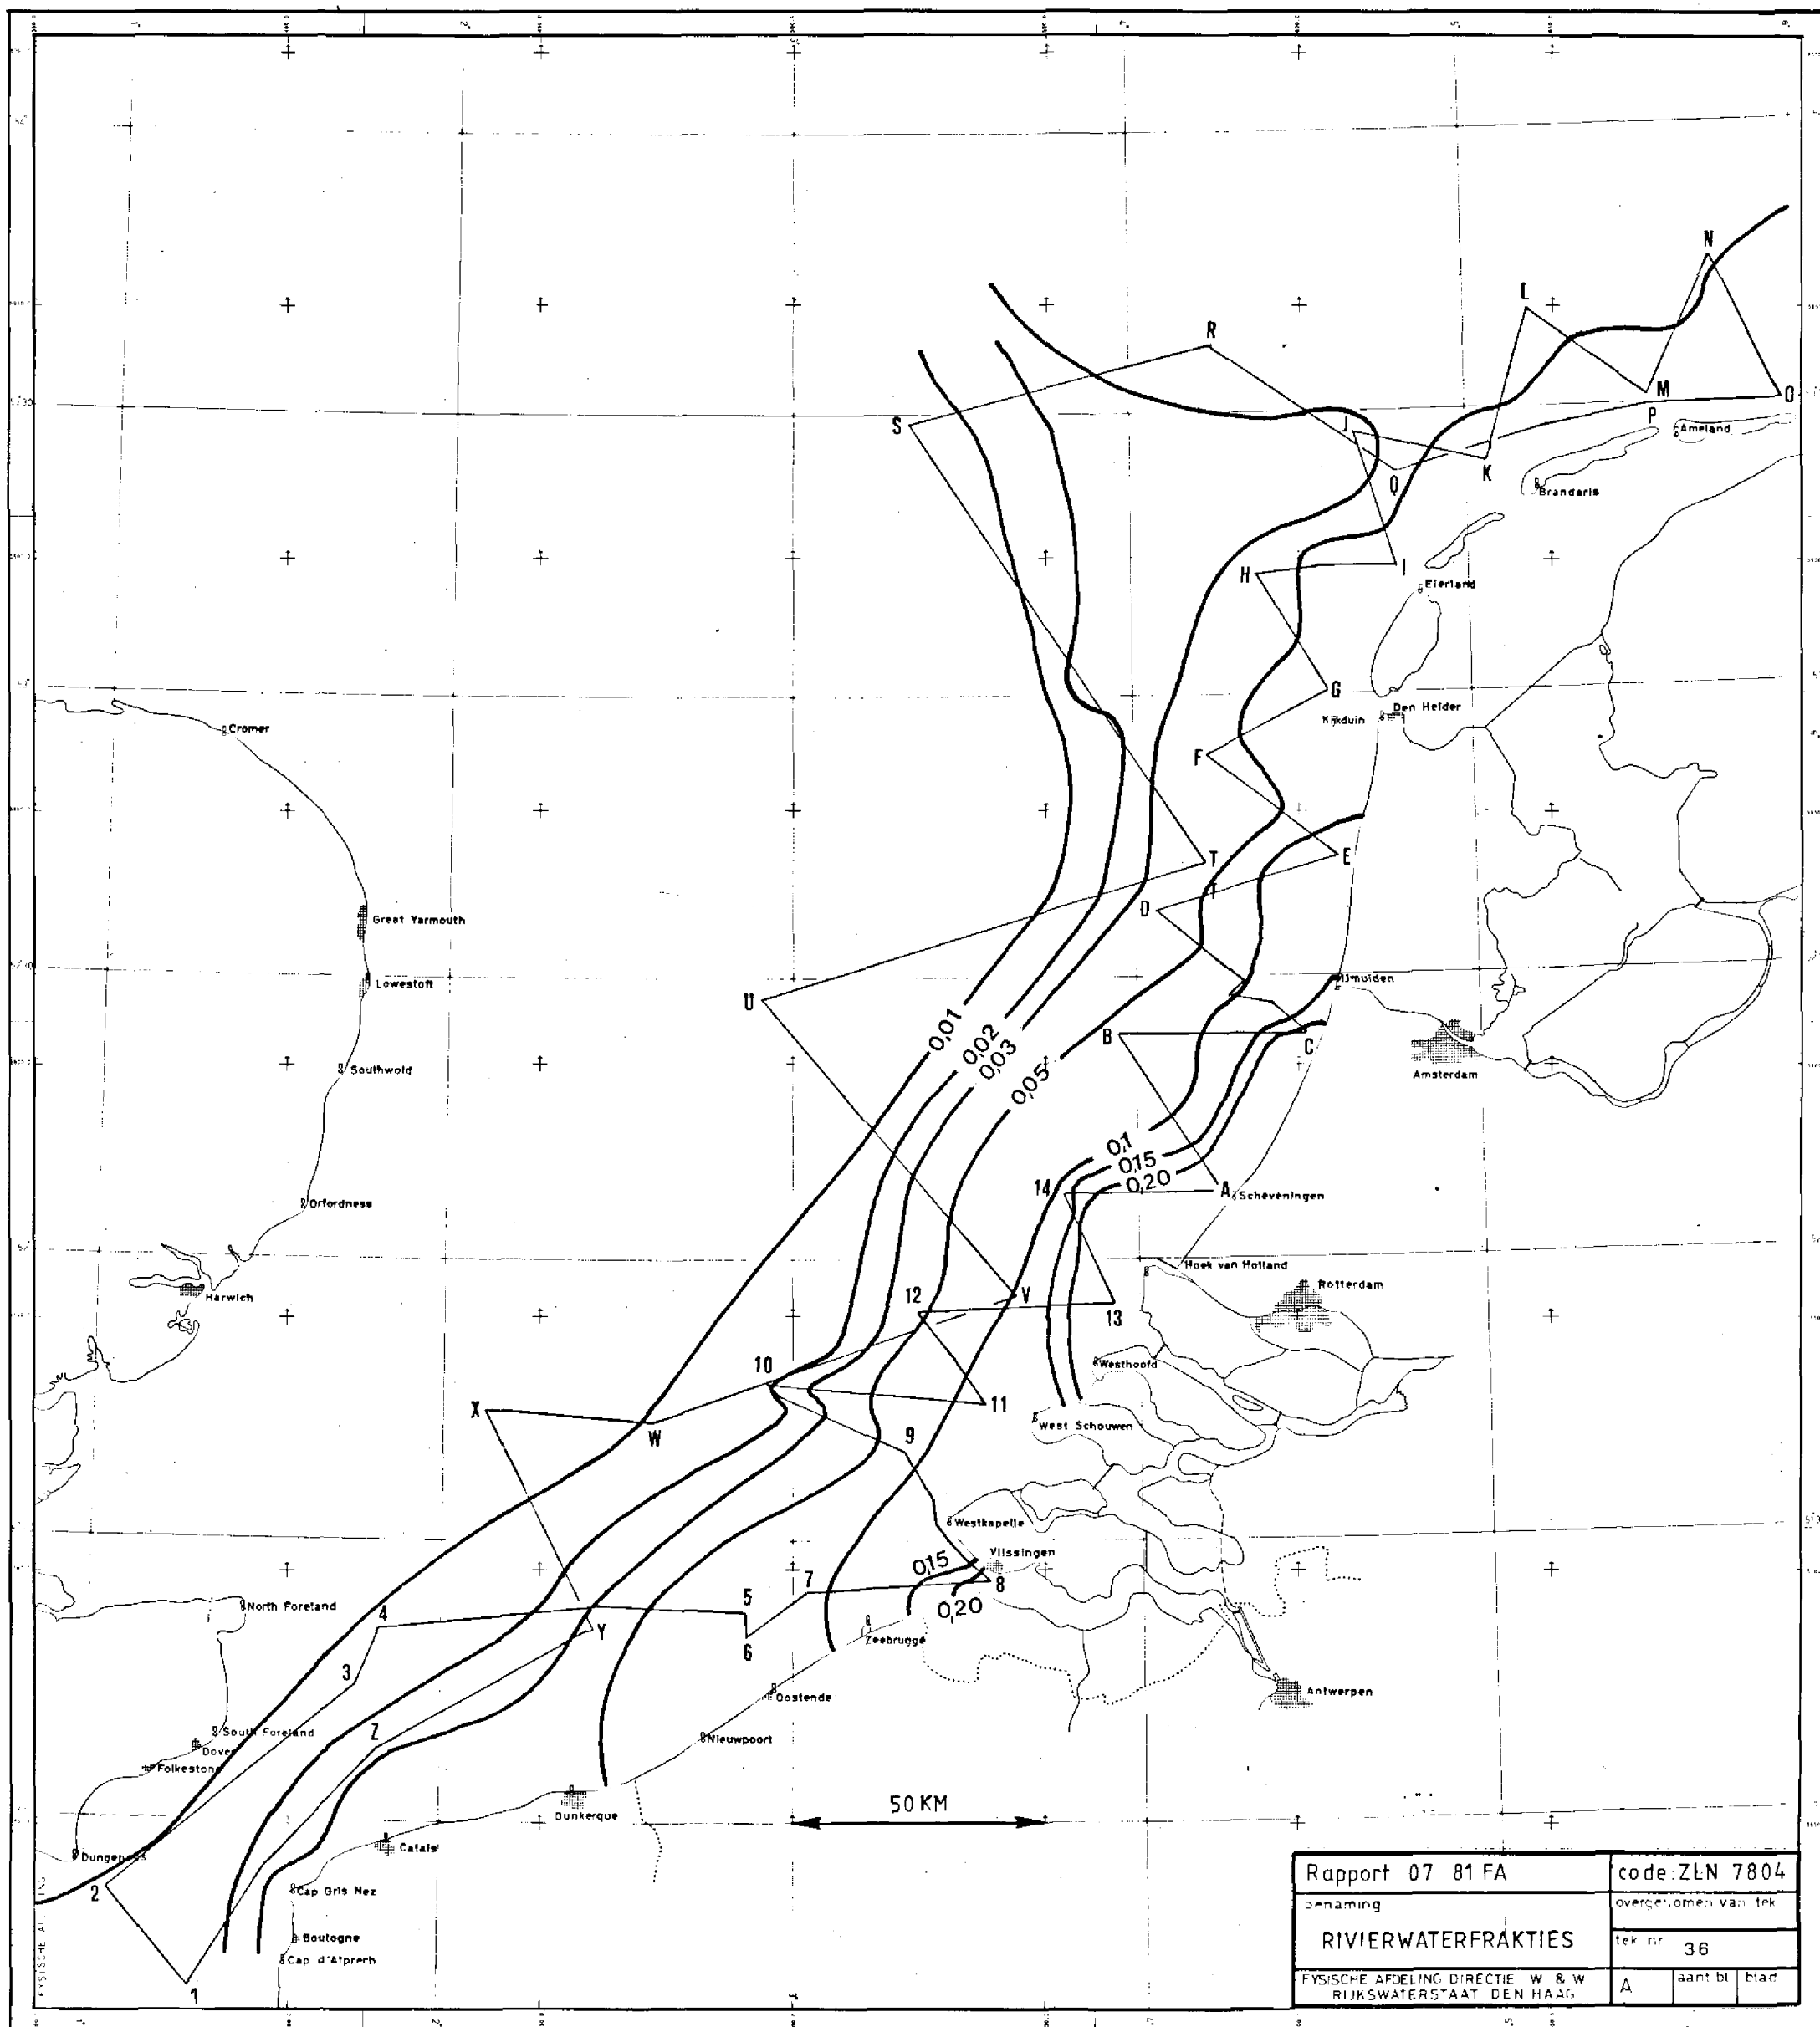 N
L
R
M
O
P
S
J
Ameland
K
Q
Brandaris
H
I
Eierland
G
Den Helder
Kijkduin
Cromer
F
T
E
T
D
Great Yarmouth
IJmuiden
Lowestoft
U
0,01
0,02
0,03
B
C
0,05
Southwold
Amsterdam
0,1
0,15
14
0,20
A
Scheveningen
Orfordness
Hoek van Holland
Rotterdam
Harwich
12
V
13
10
Westhoofd
X
11
West Schouwen
W
9
Westkapelle
Vlissingen
0,15
7
8
North Foreland
5
4
0,20
Y
Zeebrugge
6
3
Antwerpen
Oostende
Z
South Foreland
Nieuwpoort
Dover
Folkestone
50 KM
Dunkerque
Calais
Dungeness
2
Cap Gris Nez
Boulogne
Cap d'Alprech
1
Rapport 07 81 FA
code: ZLN 7804
benaming
overgenomen van tek
RIVIERWATERFRAKTIES
tek nr 36
FYSISCHE AFDELING DIRECTIE W & W
RIJKSWATERSTAAT DEN HAAG
A
aant bl
blad